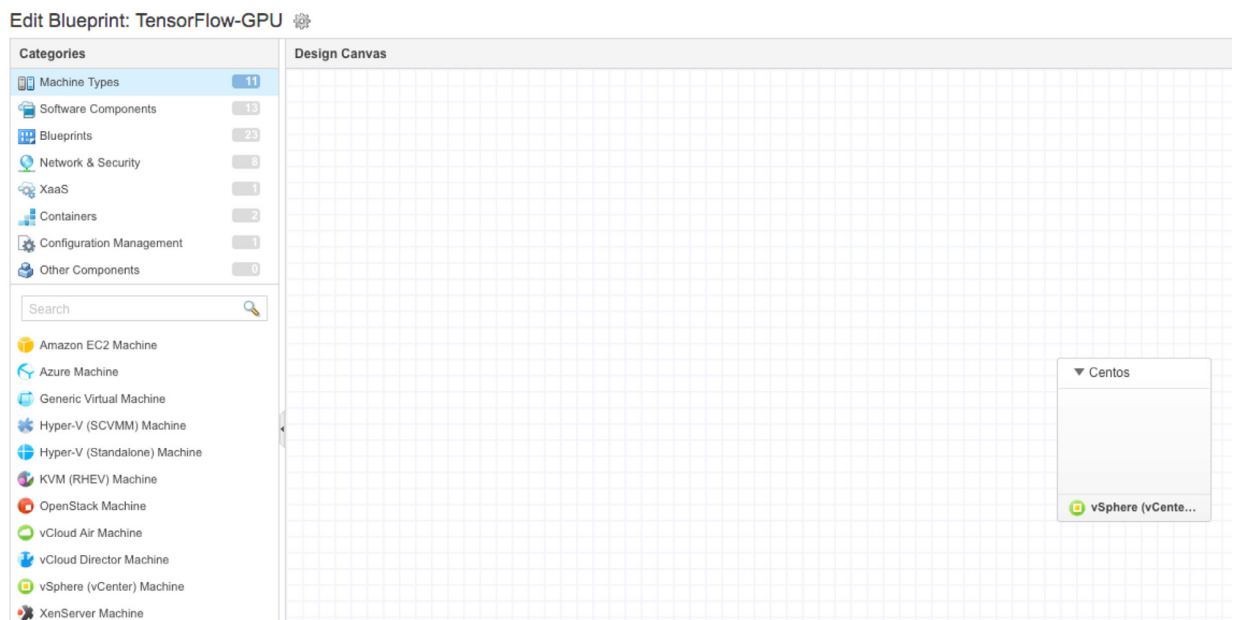 Edit Blueprint: TensorFlow-GPU
Categories
Machine Types 11
Software Components 13
Blueprints 23
Network & Security 8
XaaS 1
Containers 2
Configuration Management 1
Other Components 0
Search
Amazon EC2 Machine
Azure Machine
Generic Virtual Machine
Hyper-V (SCVMM) Machine
Hyper-V (Standalone) Machine
KVM (RHEV) Machine
OpenStack Machine
vCloud Air Machine
vCloud Director Machine
vSphere (vCenter) Machine
XenServer Machine
Design Canvas
Centos
vSphere (vCente...